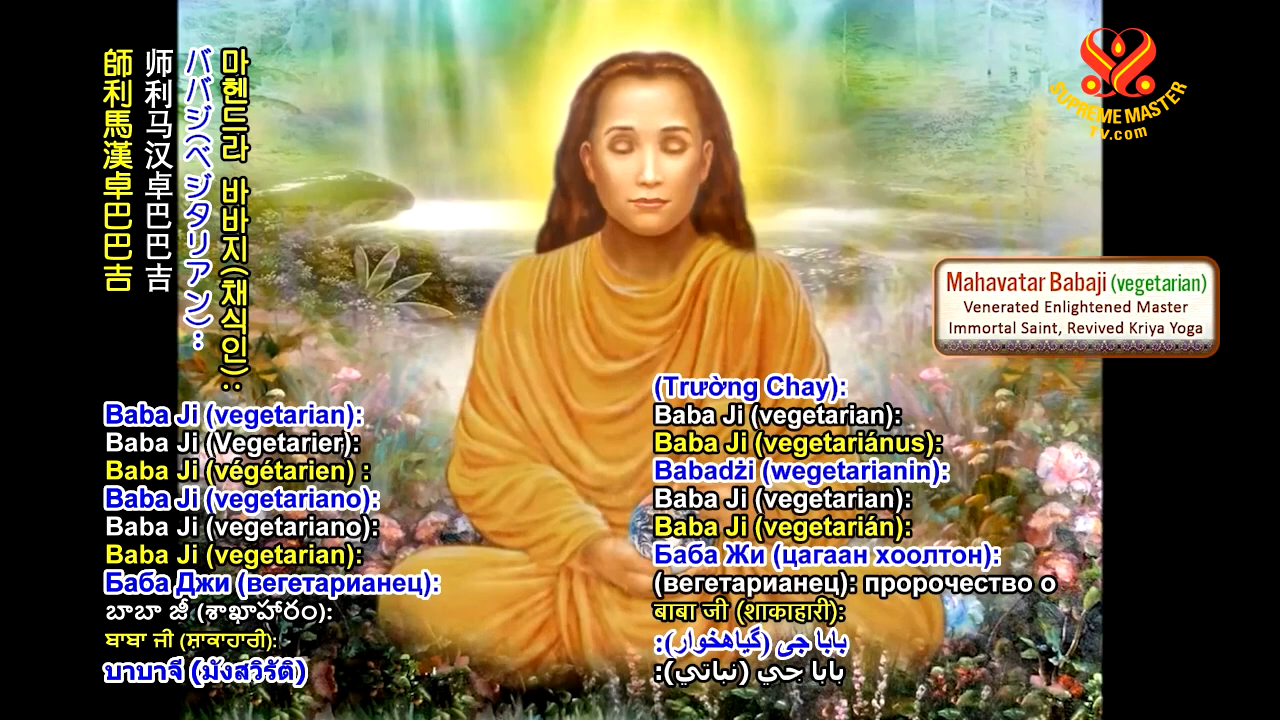 師利馬漢卓巴巴吉
师利马汉卓巴巴吉
ババジ(ベジタリアン):
마헨드라 바바지(채식인):
SUPREME MASTER
TV.com
Mahavatar Babaji (vegetarian)
Venerated Enlightened Master
Immortal Saint, Revived Kriya Yoga
Baba Ji (vegetarian):
Baba Ji (Vegetarier):
Baba Ji (végétarien) :
Baba Ji (vegetariano):
Baba Ji (vegetariano):
Baba Ji (vegetarian):
Баба Джи (вегетарианец):
బాబా జీ (శాఖాహారం):
ਬਾਬਾ ਜੀ (ਸ਼ਾਕਾਹਾਰੀ):
บาบาจี (มังสวิรัติ)
(Trường Chay):
Baba Ji (vegetarian):
Baba Ji (vegetariánus):
Babadżi (wegetarianin):
Baba Ji (vegetarian):
Baba Ji (vegetarián):
Баба Жи (цагаан хоолтон):
(вегетарианец): пророчество о
बाबा जी (शाकाहारी):
بابا جی (گیاهخوار):
بابا جي (نباتي):